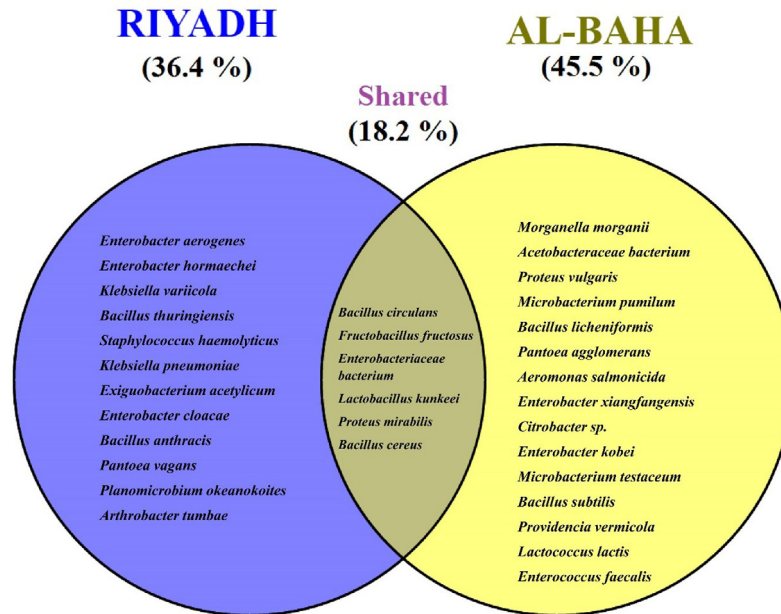 RIYADH
(36.4 %)
AL-BAHA
(45.5 %)
Shared
(18.2 %)
Enterobacter aerogenes
Enterobacter hormaechei
Klebsiella variicola
Bacillus thuringiensis
Staphylococcus haemolyticus
Klebsiella pneumoniae
Exiguobacterium acetylicum
Enterobacter cloacae
Bacillus anthracis
Pantoea vagans
Planomicrobium okeanokoites
Arthrobacter tumbae
Bacillus circulans
Fructobacillus fructosus
Enterobacteriaceae
bacterium
Lactobacillus kunkeei
Proteus mirabilis
Bacillus cereus
Morganella morganii
Acetobacteraceae bacterium
Proteus vulgaris
Microbacterium pumilum
Bacillus licheniformis
Pantoea agglomerans
Aeromonas salmonicida
Enterobacter xiangfangensis
Citrobacter sp.
Enterobacter kobei
Microbacterium testaceum
Bacillus subtilis
Providencia vermicola
Lactococcus lactis
Enterococcus faecalis